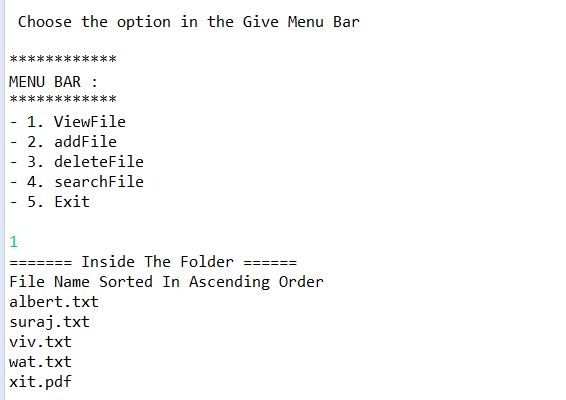 Choose the option in the Give Menu Bar
************
MENU BAR :
************
- 1. ViewFile
- 2. addFile
- 3. deleteFile
- 4. searchFile
- 5. Exit
1
======= Inside The Folder ======
File Name Sorted In Ascending Order
albert.txt
suraj.txt
viv.txt
wat.txt
xit.pdf